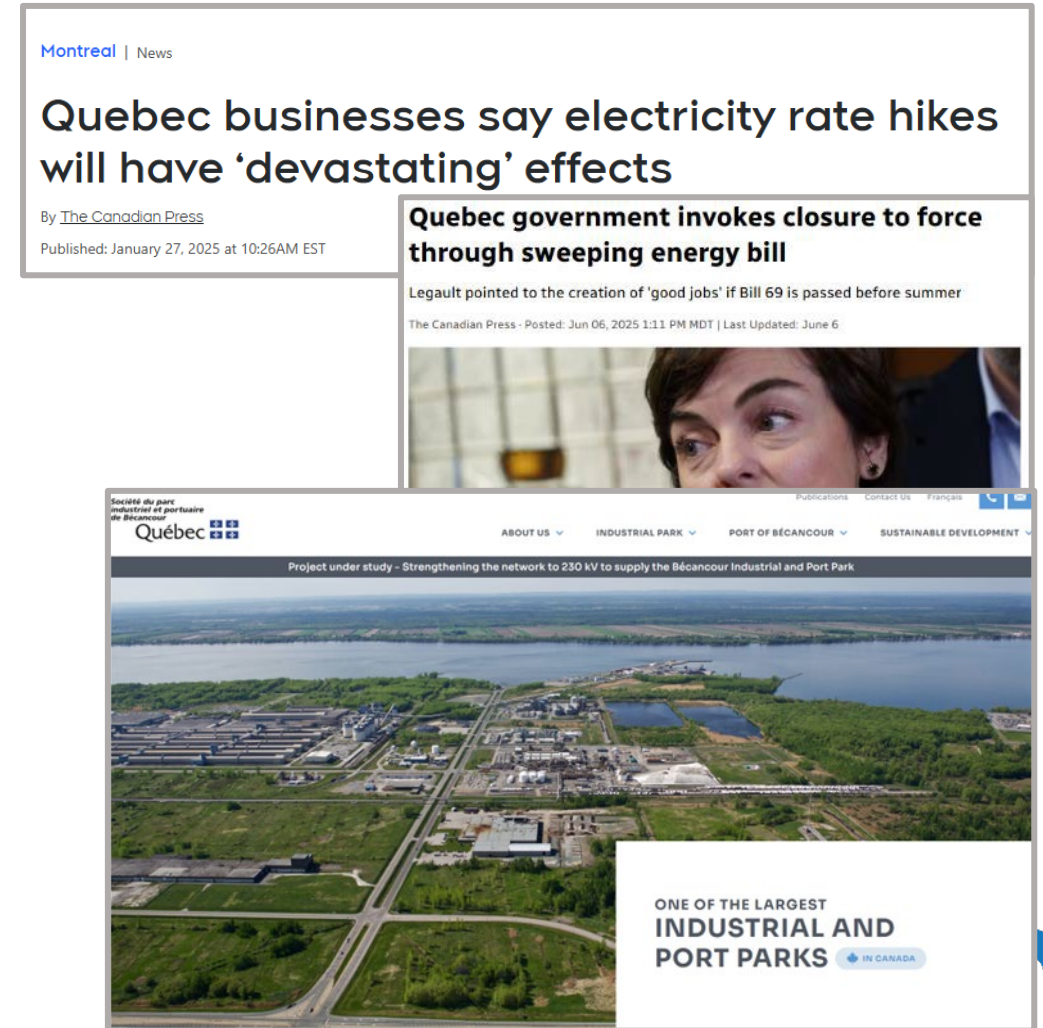 Montreal | News
Quebec businesses say electricity rate hikes
will have ‘devastating’ effects
By The Canadian Press
Published: January 27, 2025 at 10:26AM EST
Quebec government invokes closure to force
through sweeping energy bill
Legault pointed to the creation of 'good jobs' if Bill 69 is passed before summer
The Canadian Press · Posted: Jun 06, 2025 1:11 PM MDT | Last Updated: June 6
Société du parc
industriel et portuaire
de Bécancour
Québec
Publications Contact Us Français
ABOUT US INDUSTRIAL PARK PORT OF BÉCANCOUR SUSTAINABLE DEVELOPMENT
Project under study - Strengthening the network to 230 kV to supply the Bécancour Industrial and Port Park
ONE OF THE LARGEST
INDUSTRIAL AND
PORT PARKS IN CANADA